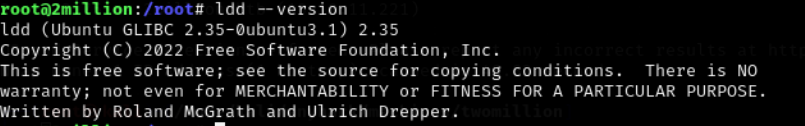 root@2million:/root# ldd --version
ldd (Ubuntu GLIBC 2.35-0ubuntu3.1) 2.35
Copyright (C) 2022 Free Software Foundation, Inc.
This is free software; see the source for copying conditions.  There is NO
warranty; not even for MERCHANTABILITY or FITNESS FOR A PARTICULAR PURPOSE.
Written by Roland McGrath and Ulrich Drepper.